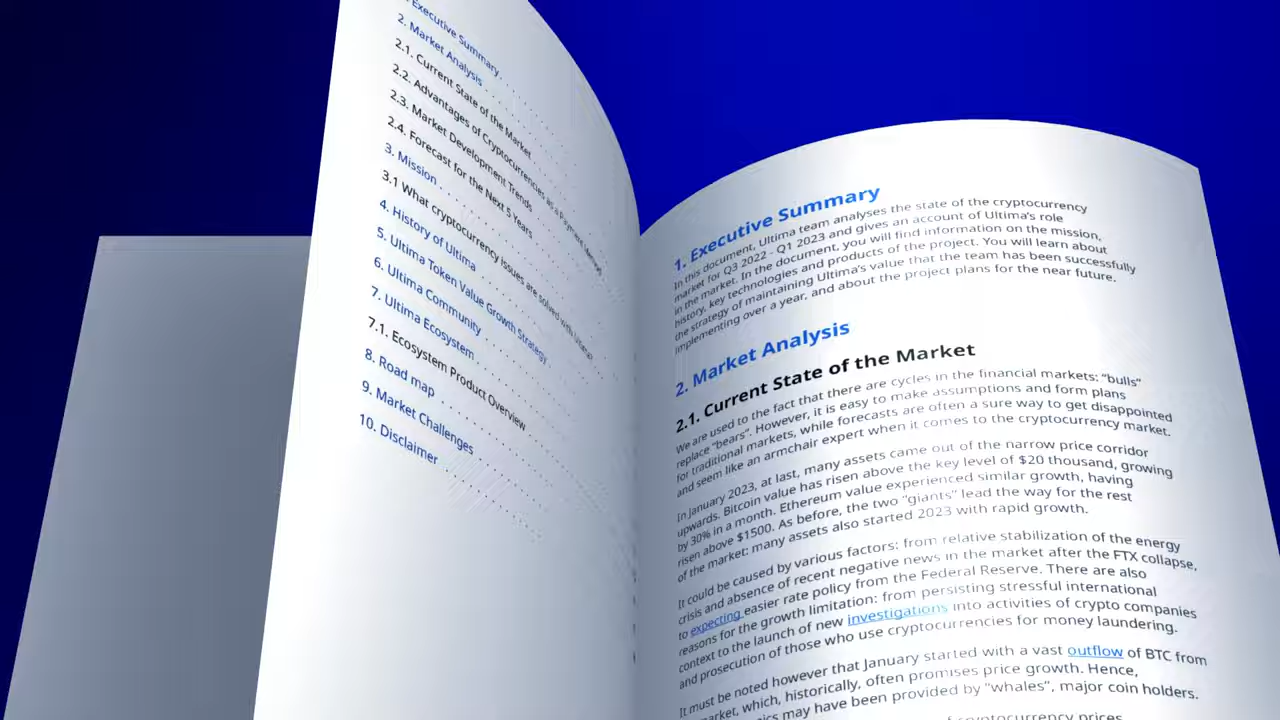 Executive Summary
2. Market Analysis
2.1. Current State of the Market
2.2. Advantages of Cryptocurrencies as a Payment
2.3. Market Development Trends
2.4. Forecast for the Next 5 Years
3. Mission
3.1 What cryptocurrency issues are solved with Ultima?
4. History of Ultima
5. Ultima Token Value Growth Strategy
6. Ultima Community
7. Ultima Ecosystem
7.1. Ecosystem Product Overview
8. Road map
9. Market Challenges
10. Disclaimer
1. Executive Summary
In this document, Ultima team analyses the state of the cryptocurrency
market for Q3 2022 - Q1 2023 and gives an account of Ultima's role
in the market. In the document, you will find information on the mission,
history, key technologies and products of the project. You will learn about
the strategy of maintaining Ultima's value that the team has been successfully
implementing over a year, and about the project plans for the near future.
2. Market Analysis
2.1. Current State of the Market
We are used to the fact that there are cycles in the financial markets: "bulls"
replace "bears". However, it is easy to make assumptions and form plans
for traditional markets, while forecasts are often a sure way to get disappointed
and seem like an armchair expert when it comes to the cryptocurrency market.
In January 2023, at last, many assets came out of the narrow price corridor
upwards. Bitcoin value has risen above the key level of $20 thousand, growing
by 30% in a month. Ethereum value experienced similar growth, having
risen above $1500. As before, the two "giants" lead the way for the rest
of the market: many assets also started 2023 with rapid growth.
It could be caused by various factors: from relative stabilization of the energy
crisis and absence of recent negative news in the market after the FTX collapse,
to expecting easier rate policy from the Federal Reserve. There are also
reasons for the growth limitation: from persisting stressful international
context to the launch of new investigations into activities of crypto companies
and prosecution of those who use cryptocurrencies for money laundering.
It must be noted however that January started with a vast outflow of BTC from
market, which, historically, often promises price growth. Hence,
may have been provided by "whales", major coin holders.
of cryptocurrency prices